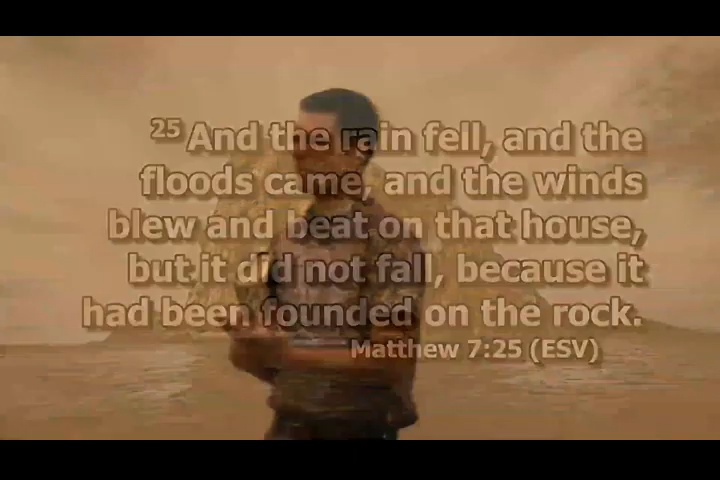 25 And the rain fell, and the
floods came, and the winds
blew and beat on that house,
but it did not fall, because it
had been founded on the rock.
Matthew 7:25 (ESV)